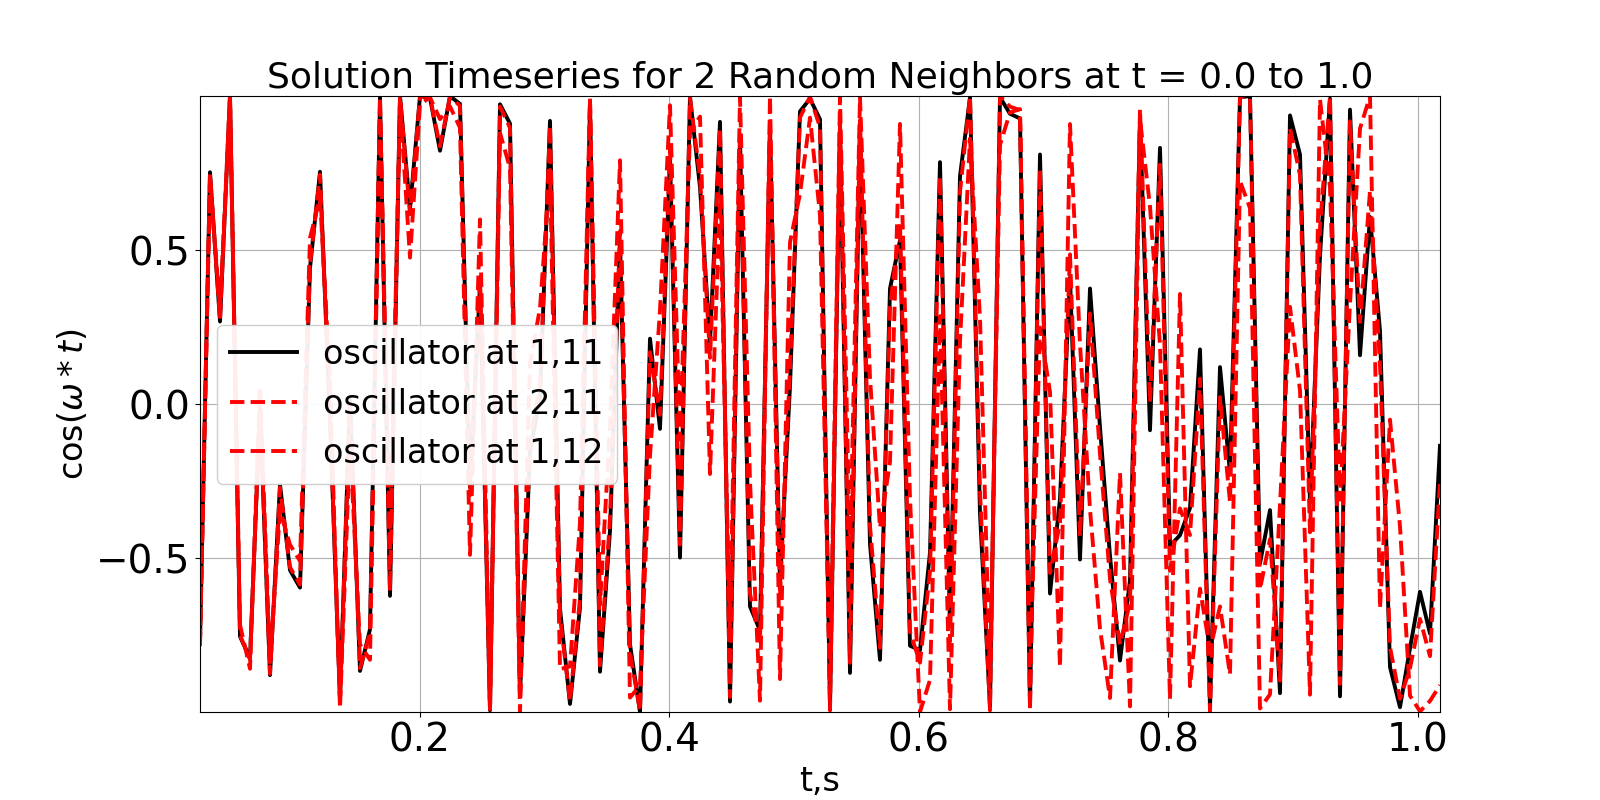 Solution Timeseries for 2 Random Neighbors at t = 0.0 to 1.0
cos(ω * t)
0.5
0.0
−0.5
oscillator at 1,11
oscillator at 2,11
oscillator at 1,12
0.2 0.4 0.6 0.8 1.0
t,s